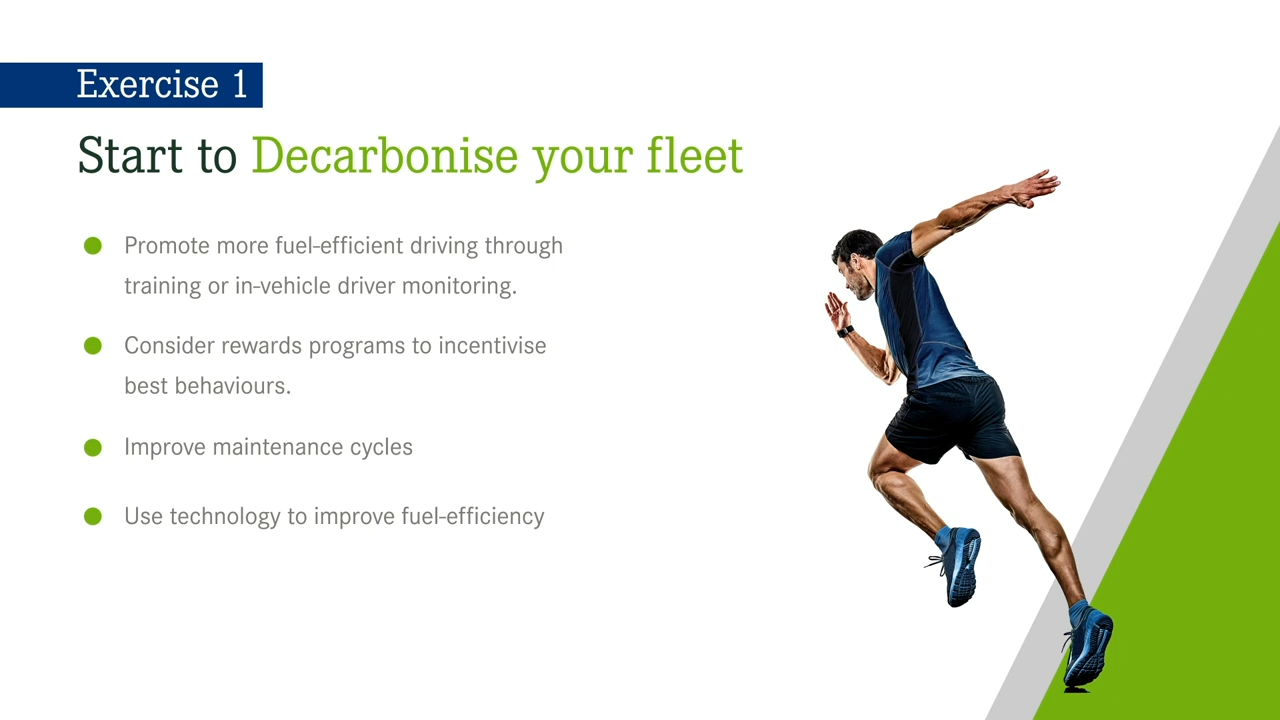 Exercise 1
Start to Decarbonise your fleet
Promote more fuel-efficient driving through
training or in-vehicle driver monitoring.
Consider rewards programs to incentivise
best behaviours.
Improve maintenance cycles
Use technology to improve fuel-efficiency